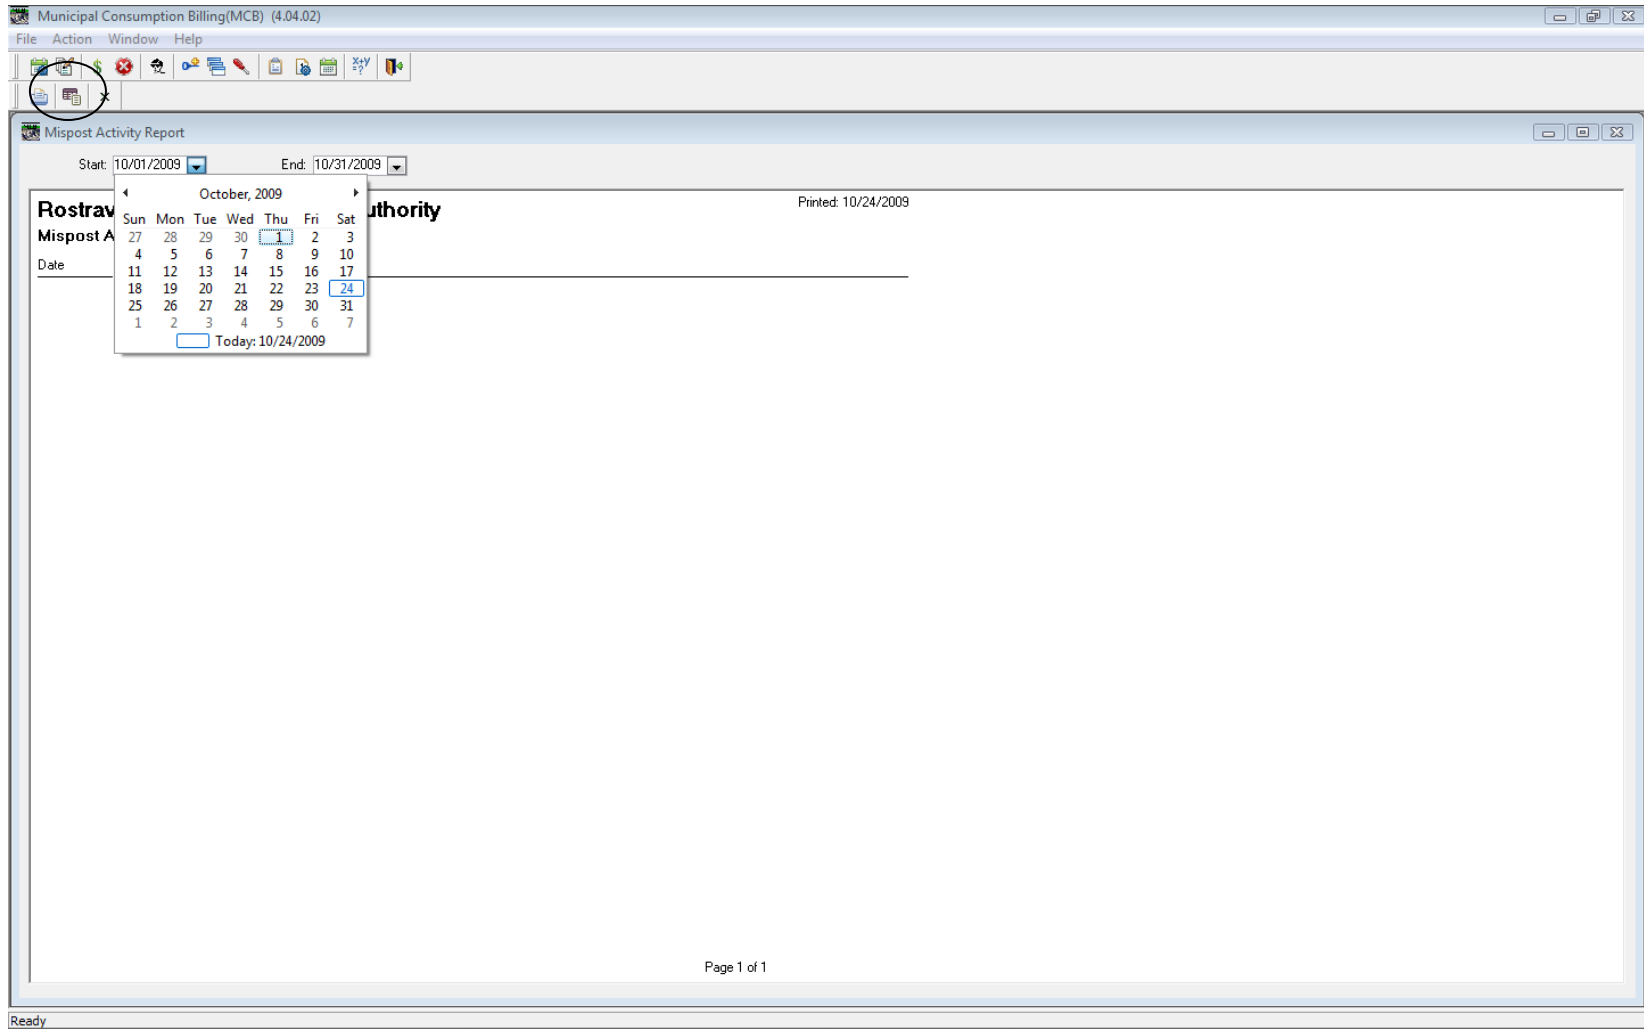 Municipal Consumption Billing(MCB) (4.04.02)
File Action Window Help
Mispost Activity Report
Start: 10/01/2009 End: 10/31/2009
October, 2009
Sun Mon Tue Wed Thu Fri Sat
27 28 29 30 1 2 3
4 5 6 7 8 9 10
11 12 13 14 15 16 17
18 19 20 21 22 23 24
25 26 27 28 29 30 31
1 2 3 4 5 6 7
Today: 10/24/2009
Rostrav uthority
Printed: 10/24/2009
Mispost A
Date
Page 1 of 1
Ready